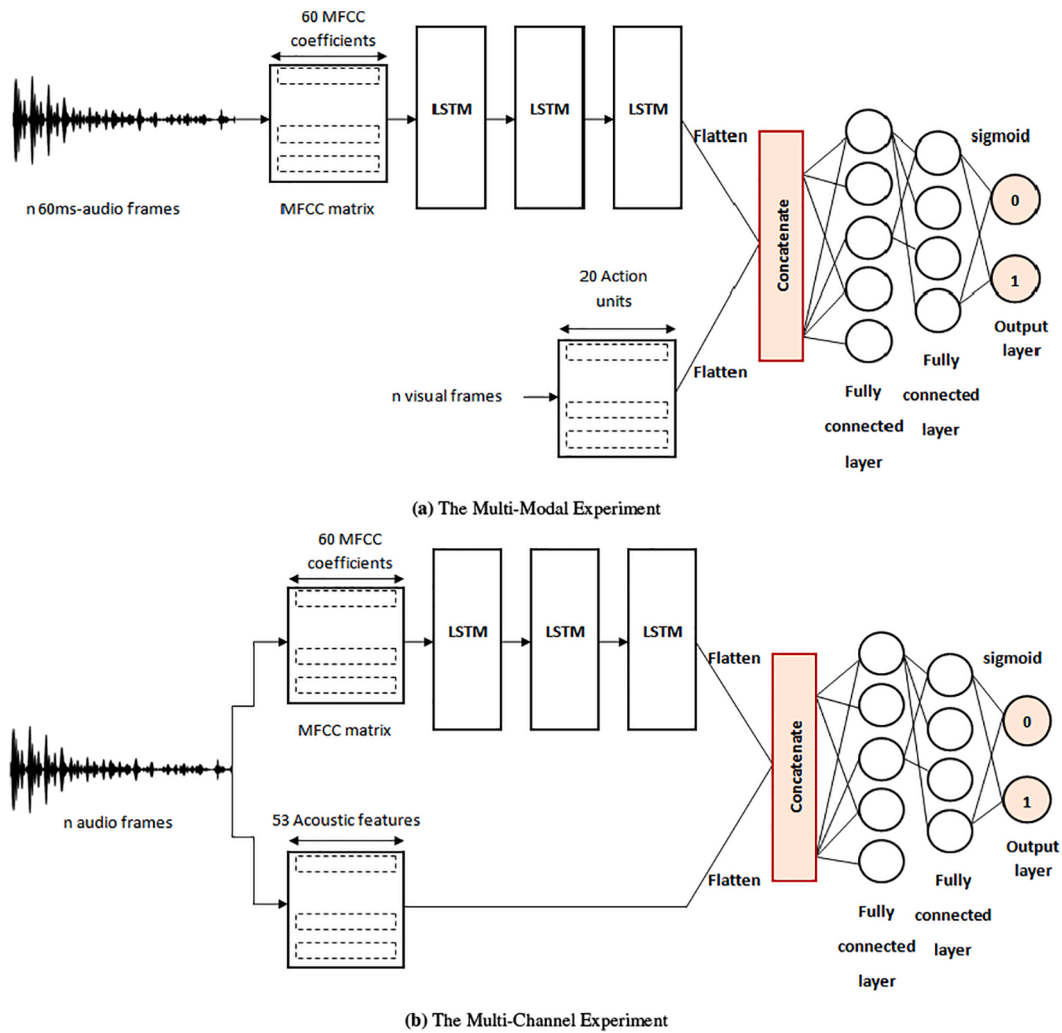 60 MFCC
coefficients
LSTM
LSTM
LSTM
Flatten
sigmoid
0
n 60ms-audio frames
MFCC matrix
Concatenate
1
20 Action
units
Output
layer
Flatten
Fully
connected
layer
Fully
connected
layer
n visual frames
(a) The Multi-Modal Experiment
60 MFCC
coefficients
LSTM
LSTM
LSTM
Flatten
sigmoid
0
MFCC matrix
Concatenate
1
n audio frames
53 Acoustic features
Output
layer
Flatten
Fully
connected
layer
Fully
connected
layer
(b) The Multi-Channel Experiment